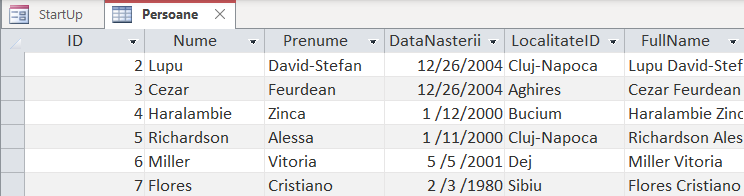 StartUp Persoane
ID Nume Prenume DataNasterii LocalitateID FullName
2 Lupu David-Stefan 12/26/2004 Cluj-Napoca Lupu David-Stef
3 Cezar Feurdean 12/26/2004 Aghires Cezar Feurdean
4 Haralambie Zinca 1 /12/2000 Bucium Haralambie Zin
5 Richardson Alessa 1 /11/2000 Cluj-Napoca Richardson Ales
6 Miller Vitoria 5 /5 /2001 Dej Miller Vitoria
7 Flores Cristiano 2 /3 /1980 Sibiu Flores Cristiano